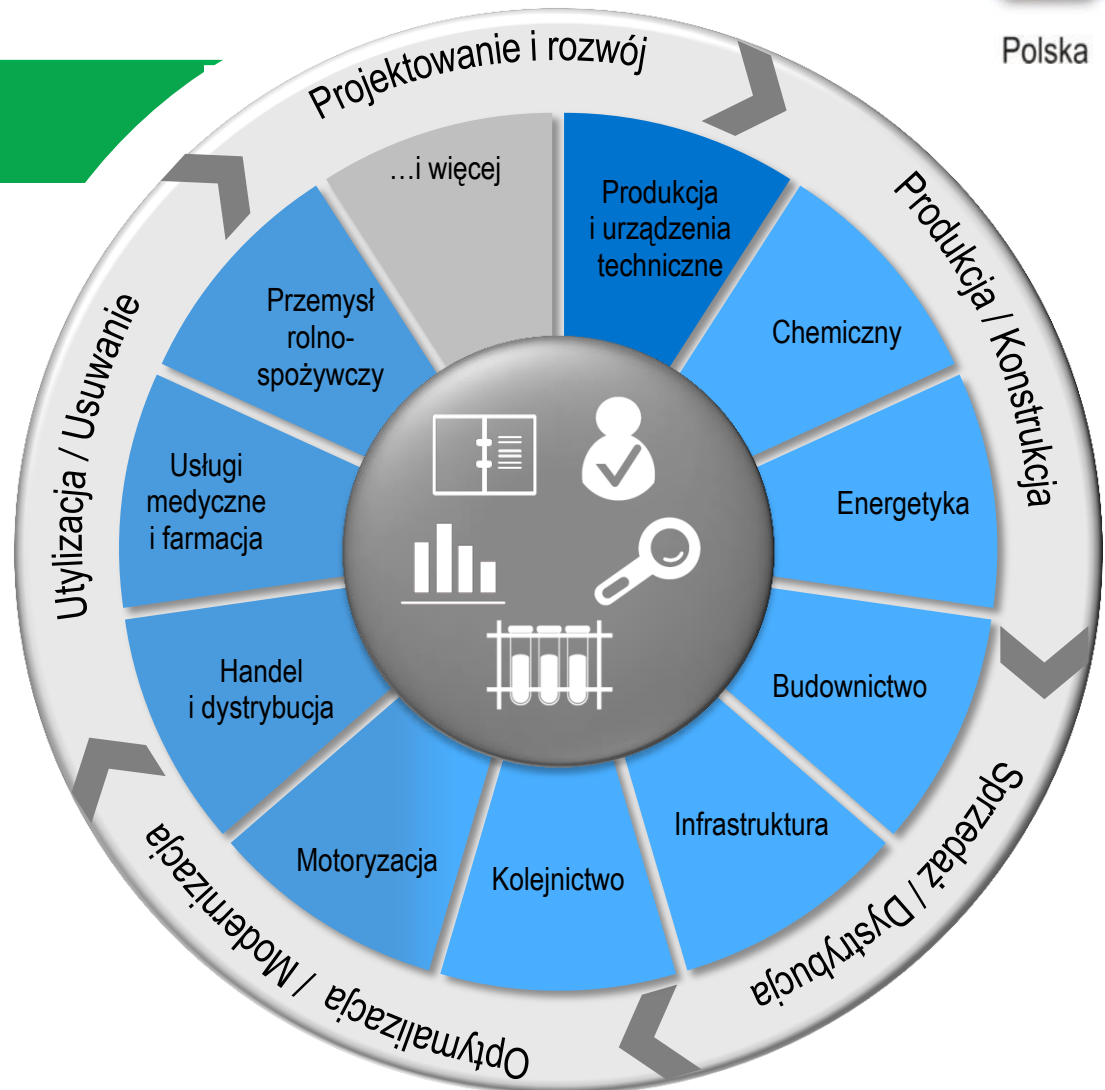 Polska
Projektowanie i rozwój
Produkcja / Konstrukcja
Sprzedaż / Dystrybucja
Optymalizacja / Modernizacja
Utylizacja / Usuwanie
…i więcej
Produkcja
i urządzenia
techniczne
Chemiczny
Energetyka
Budownictwo
Infrastruktura
Kolejnictwo
Motoryzacja
Handel
i dystrybucja
Usługi
medyczne
i farmacja
Przemysł
rolno-
spożywczy